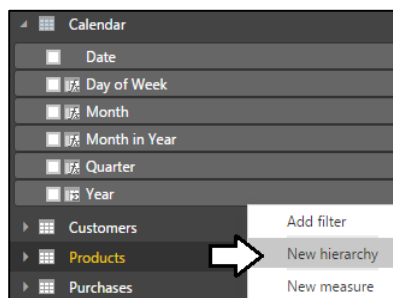 Calendar
Date
Day of Week
Month
Month in Year
Quarter
Year
Customers
Add filter
Products
New hierarchy
Purchases
New measure